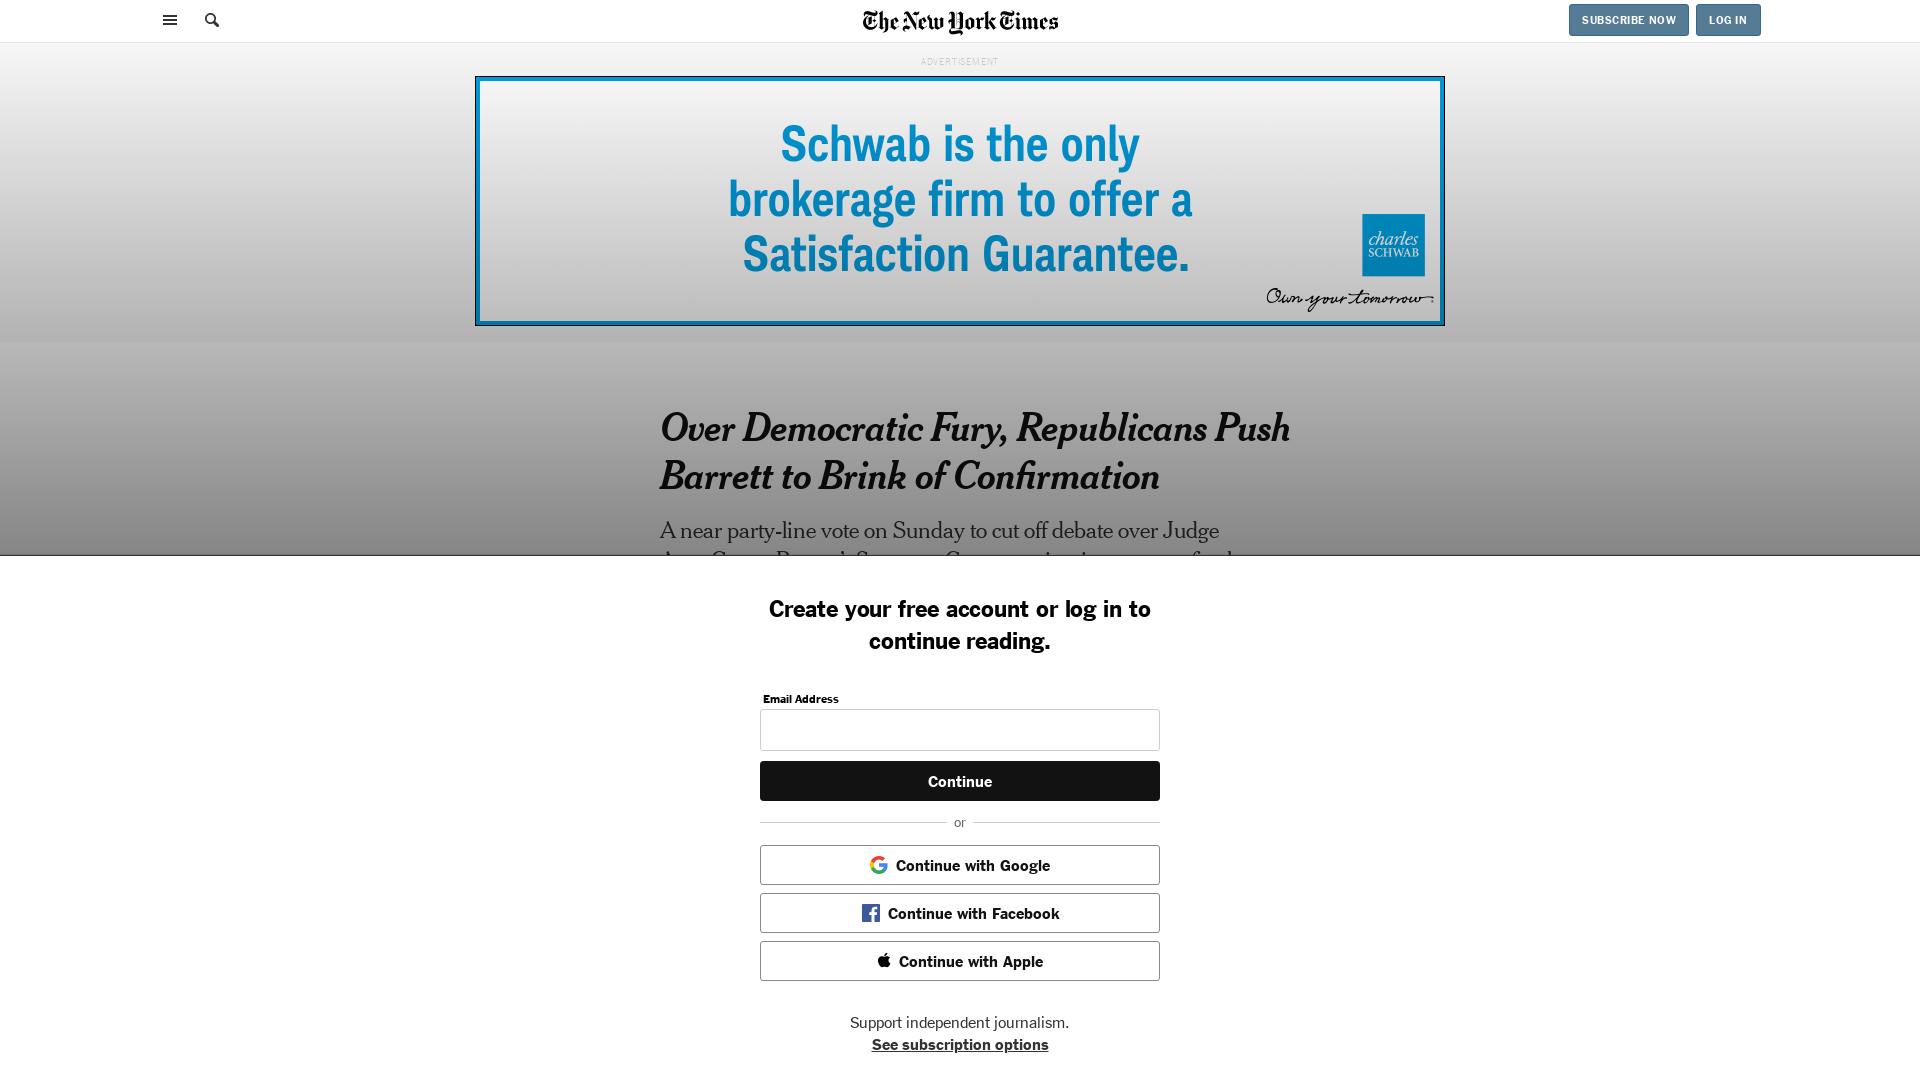 The New York Times
SUBSCRIBE NOW
LOG IN
ADVERTISEMENT
Schwab is the only
brokerage firm to offer a
Satisfaction Guarantee.
charles
SCHWAB
Own your tomorrow
Over Democratic Fury, Republicans Push
Barrett to Brink of Confirmation
A near party-line vote on Sunday to cut off debate over Judge
Create your free account or log in to
continue reading.
Email Address
Continue
or
Continue with Google
Continue with Facebook
Continue with Apple
Support independent journalism.
See subscription options